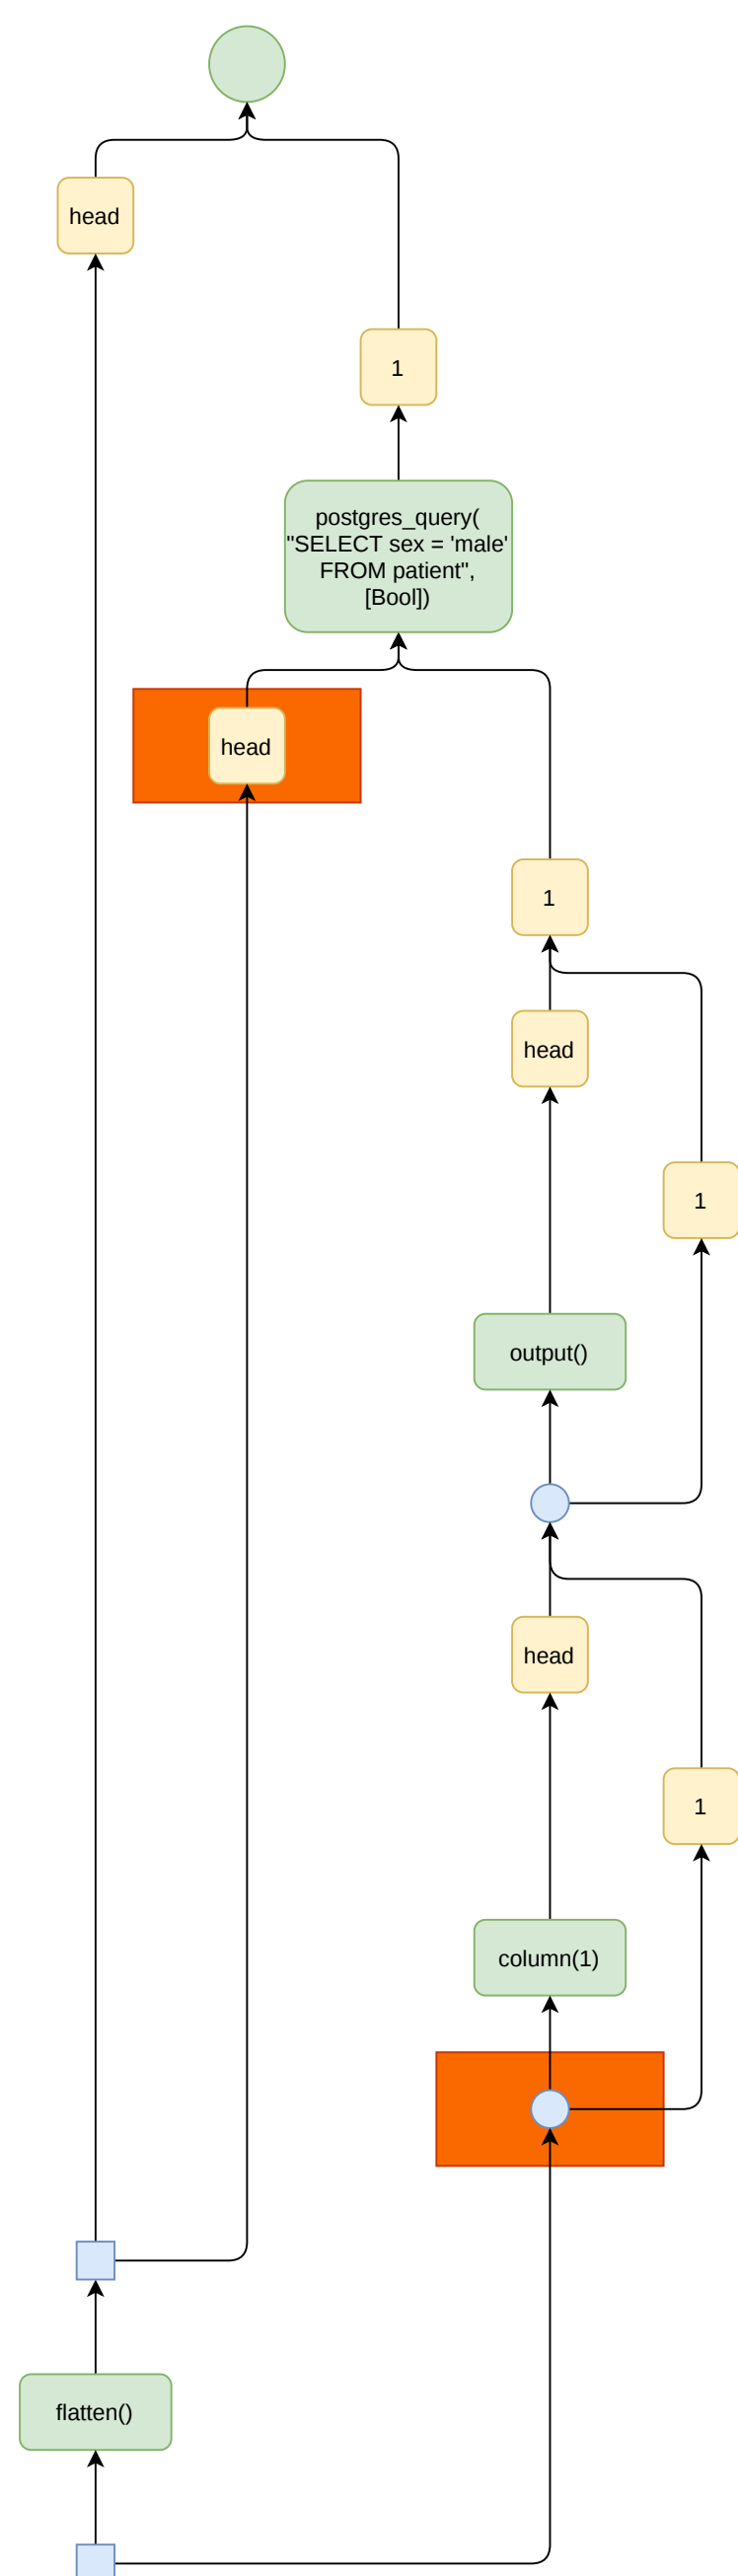 head
1
postgres_query(
"SELECT sex = 'male'
FROM patient",
[Bool])
head
1
head
1
output()
head
1
column(1)
flatten()